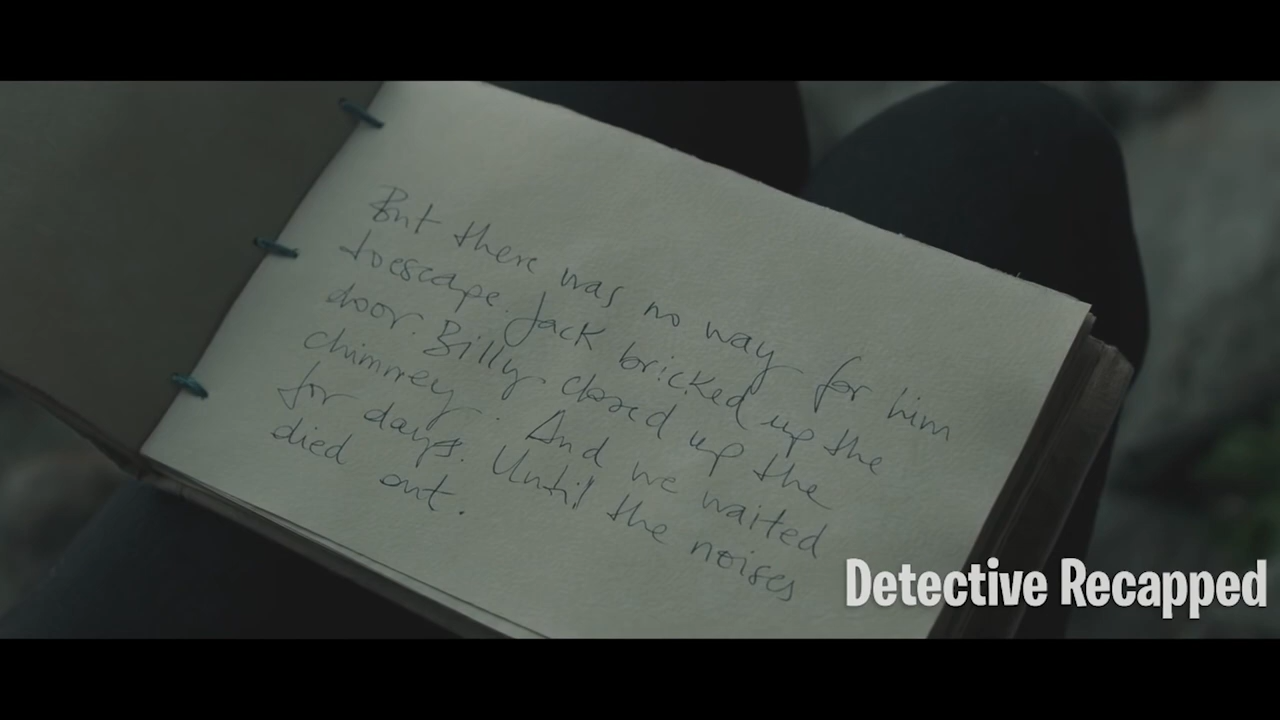 But there was no way for him
to escape. Jack bricked up the
door. Billy closed up the
chimney. And we waited
for days. Until the noises
died out.
Detective Recapped